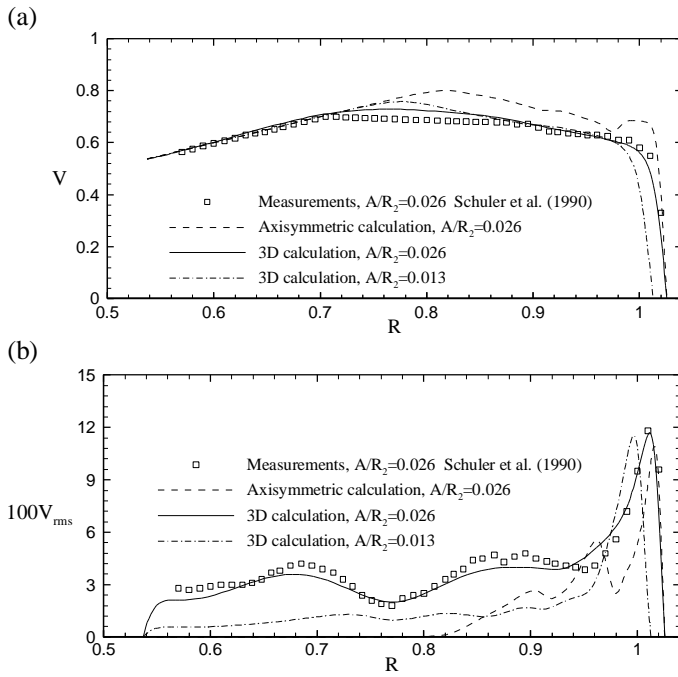 (a)
1
0.8
0.6
V
0.4
0.2
0
Measurements, A/R₂=0.026 Schuler et al. (1990)
Axisymmetric calculation, A/R₂=0.026
3D calculation, A/R₂=0.026
3D calculation, A/R₂=0.013
0.5 0.6 0.7 0.8 0.9 1
R
(b)
15
12
9
100Vrms
6
3
0
Measurements, A/R₂=0.026 Schuler et al. (1990)
Axisymmetric calculation, A/R₂=0.026
3D calculation, A/R₂=0.026
3D calculation, A/R₂=0.013
0.5 0.6 0.7 0.8 0.9 1
R